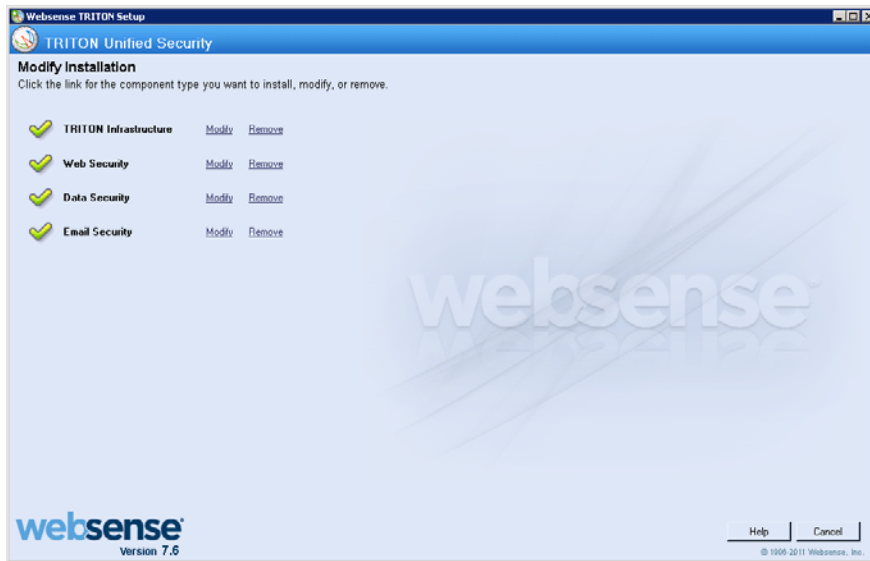 Websense TRITON Setup
TRITON Unified Security
Modify Installation
Click the link for the component type you want to install, modify, or remove.
TRITON Infrastructure Modify Remove
Web Security Modify Remove
Data Security Modify Remove
Email Security Modify Remove
websense
websense
Version 7.6
Help Cancel
© 1996-2011 Websense, Inc.